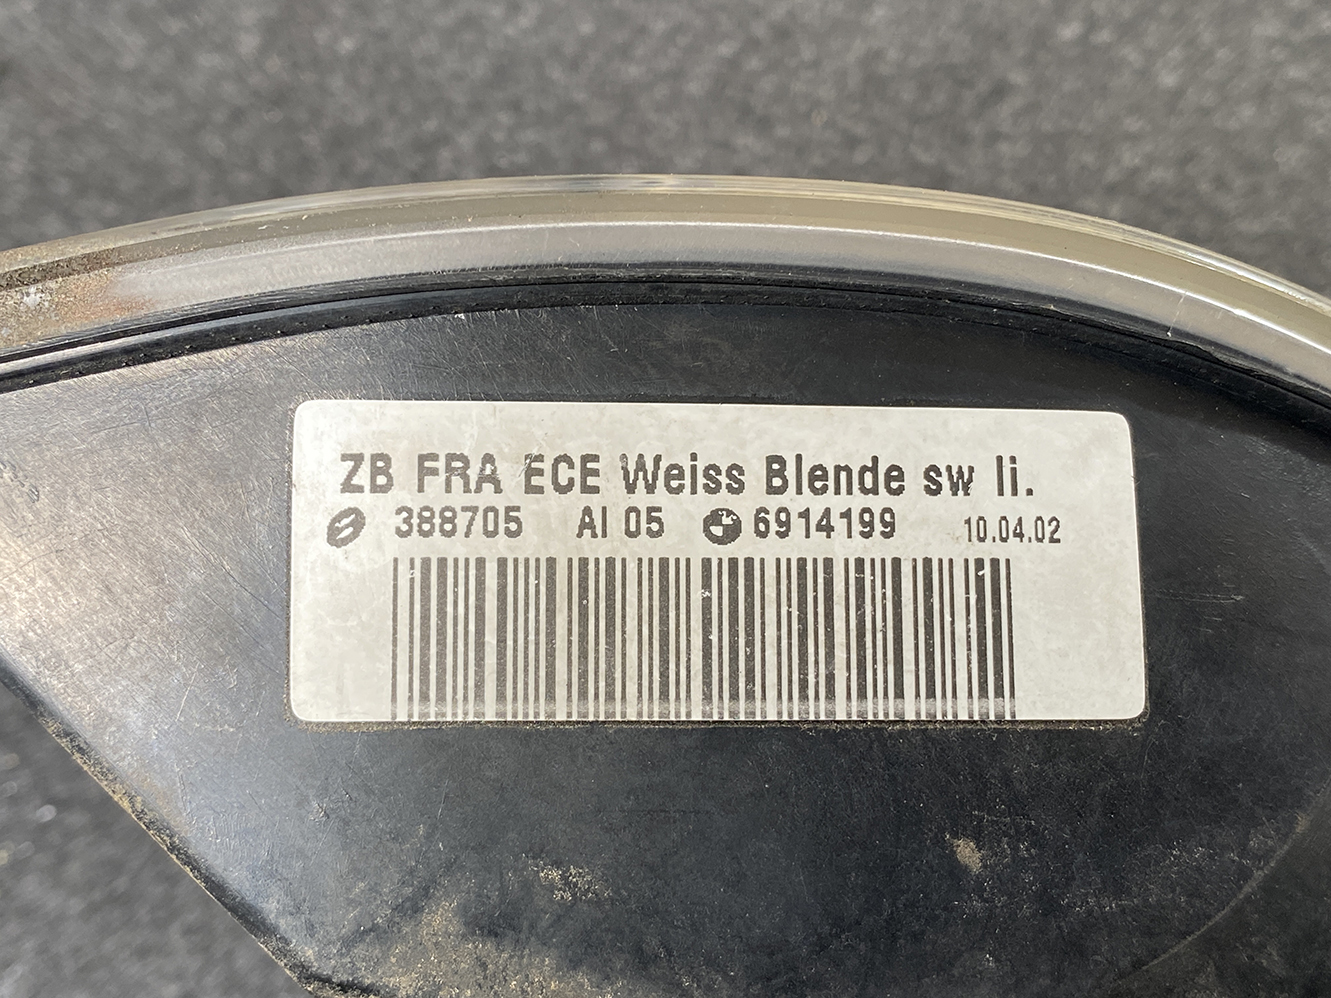 ZB FRA ECE Weiss Blende sw li.
388705 AI 05 6914199 10.04.02